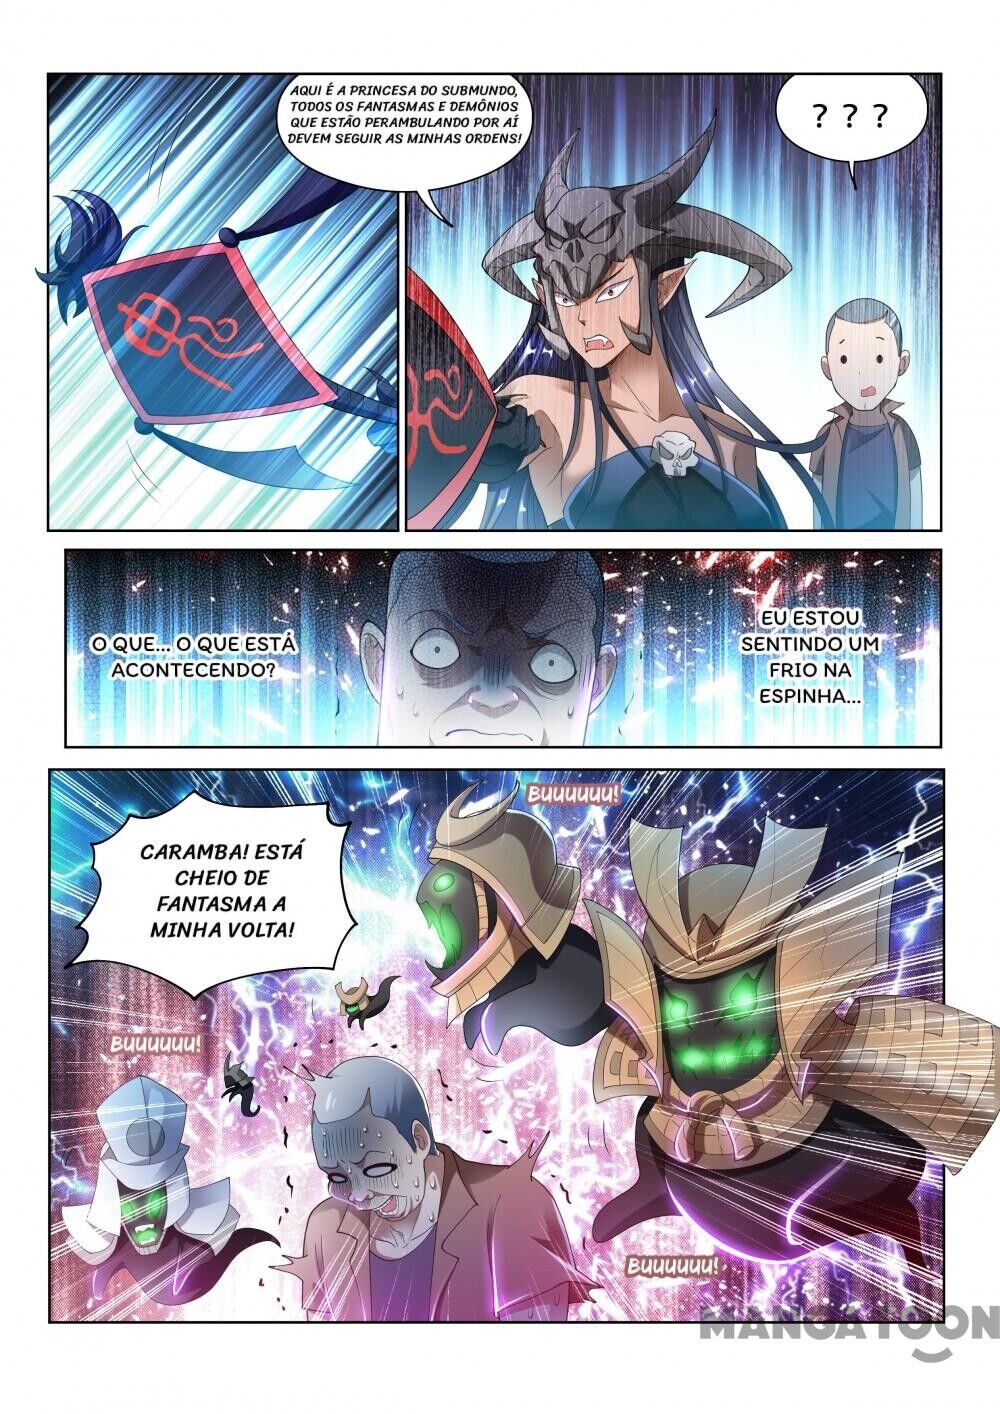 AQUI É A PRINCESA DO SUBMUNDO,
TODOS OS FANTASMAS E DEMÔNIOS
QUE ESTÃO PERAMBULANDO POR AÍ
DEVEM SEGUIR AS MINHAS ORDENS!
? ? ?
O QUE... O QUE ESTÁ
ACONTECENDO?
EU ESTOU
SENTINDO UM
FRIO NA
ESPINHA...
BUUUUUU!
CARAMBA! ESTÁ
CHEIO DE
FANTASMA A
MINHA VOLTA!
BUUUUUU!
BUUUUUU!
MANGATOON